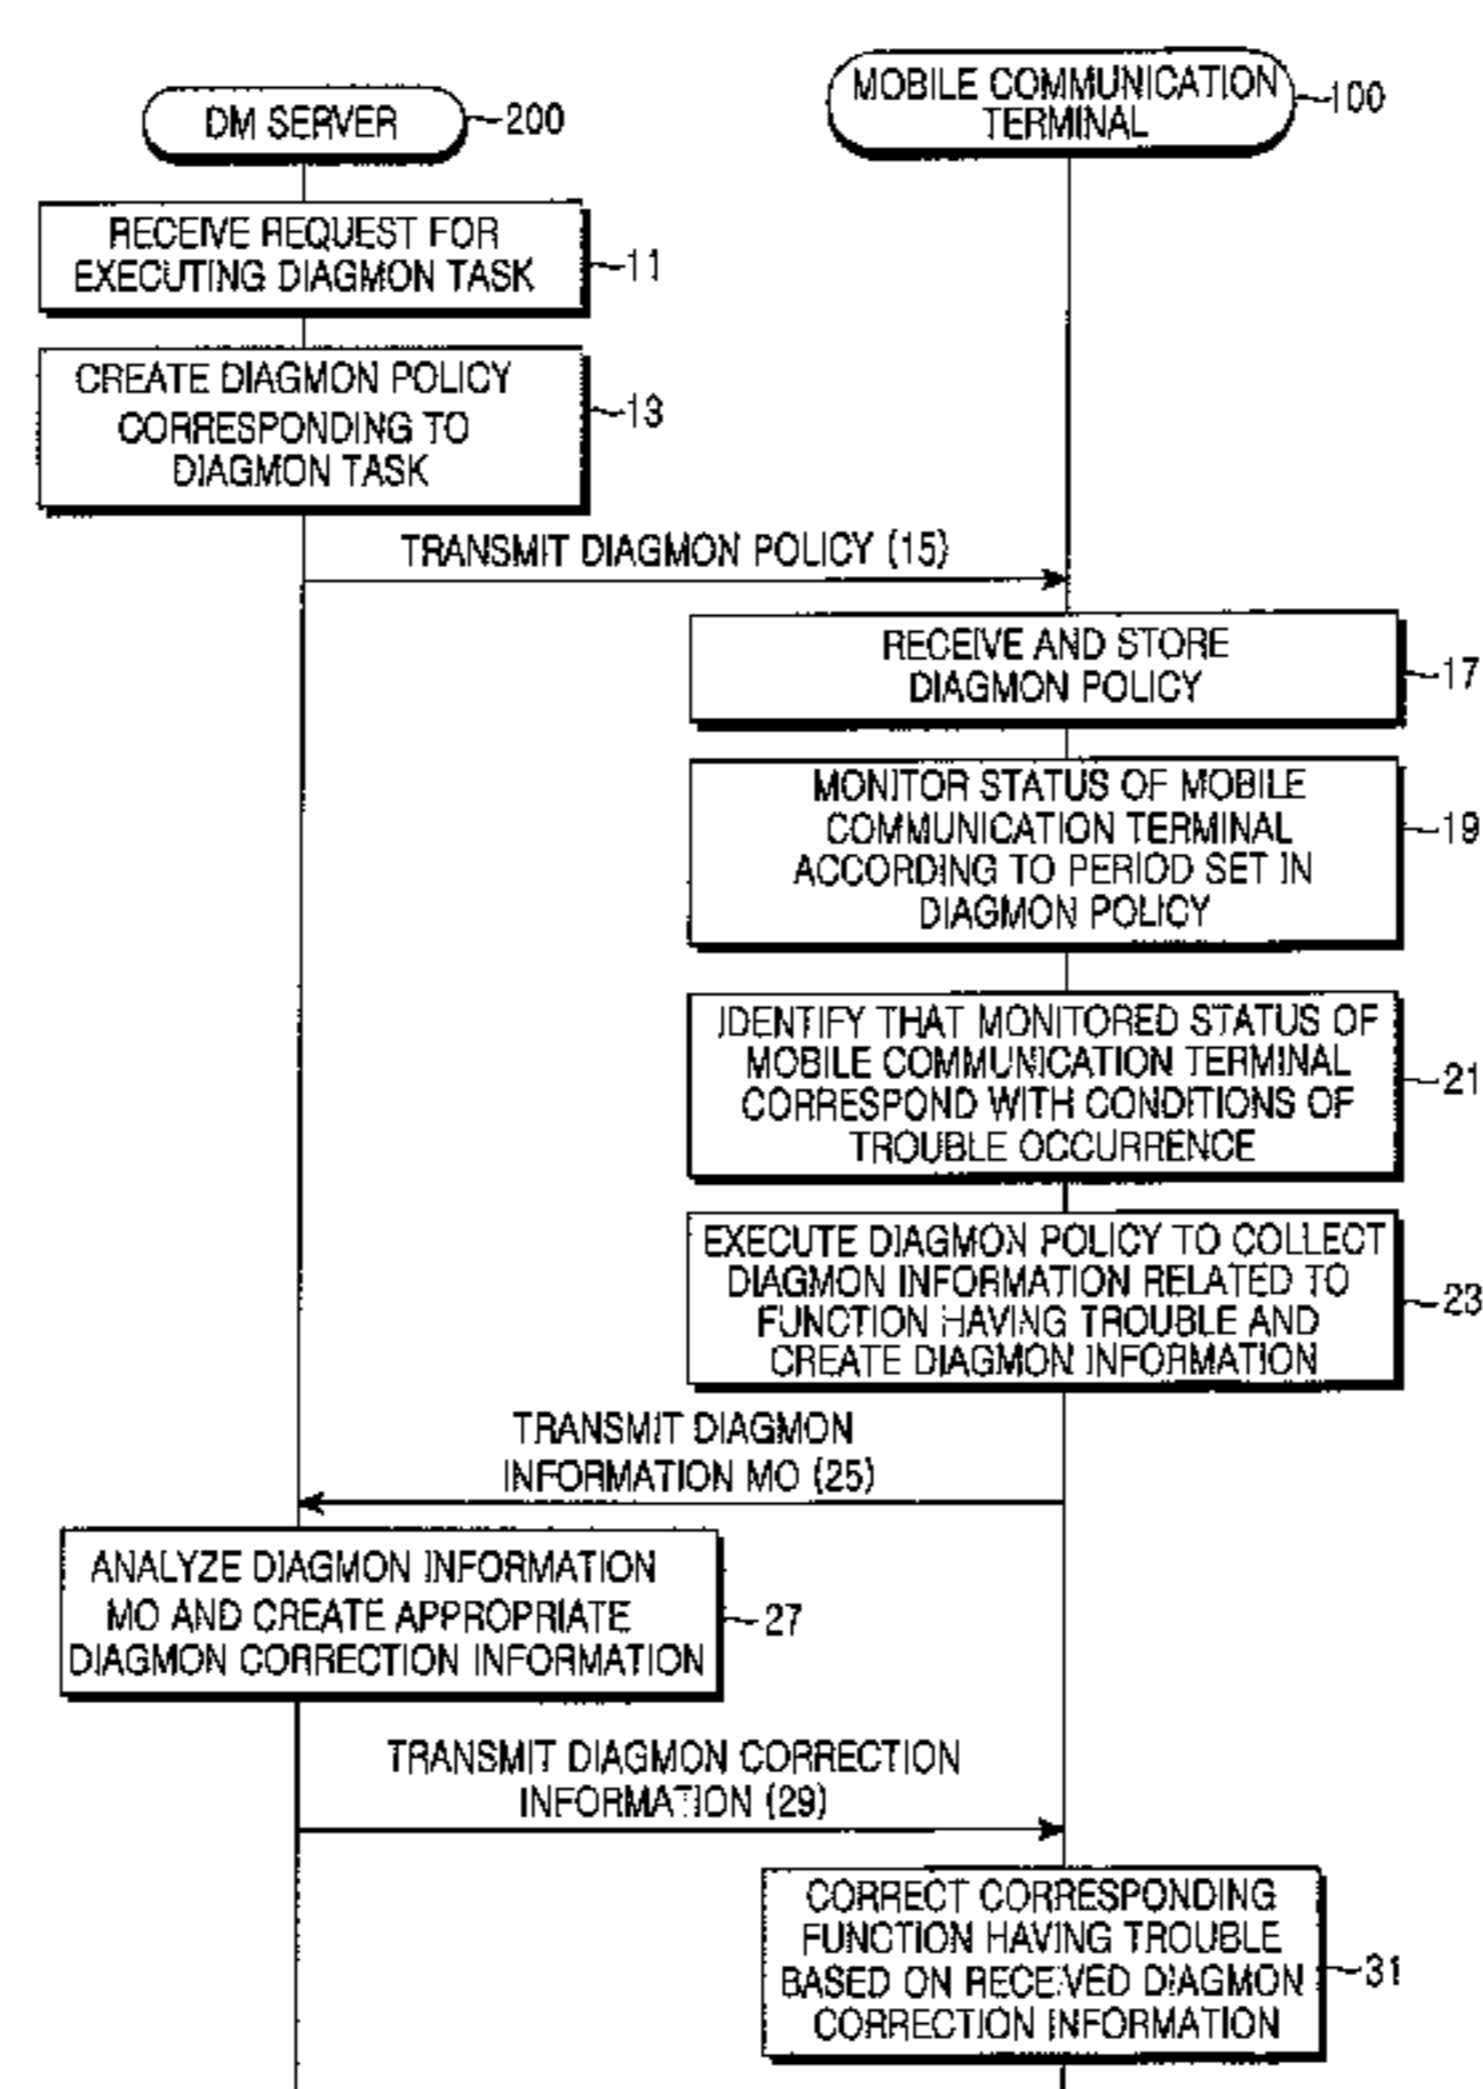 DM SERVER
200
MOBILE COMMUNICATION
TERMINAL
100
RECEIVE REQUEST FOR
EXECUTING DIAGMON TASK
11
CREATE DIAGMON POLICY
CORRESPONDING TO
DIAGMON TASK
13
TRANSMIT DIAGMON POLICY (15)
RECEIVE AND STORE
DIAGMON POLICY
17
MONITOR STATUS OF MOBILE
COMMUNICATION TERMINAL
ACCORDING TO PERIOD SET IN
DIAGMON POLICY
19
IDENTIFY THAT MONITORED STATUS OF
MOBILE COMMUNICATION TERMINAL
CORRESPOND WITH CONDITIONS OF
TROUBLE OCCURRENCE
21
EXECUTE DIAGMON POLICY TO COLLECT
DIAGMON INFORMATION RELATED TO
FUNCTION HAVING TROUBLE AND
CREATE DIAGMON INFORMATION
23
TRANSMIT DIAGMON
INFORMATION MO (25)
ANALYZE DIAGMON INFORMATION
MO AND CREATE APPROPRIATE
DIAGMON CORRECTION INFORMATION
27
TRANSMIT DIAGMON CORRECTION
INFORMATION (29)
CORRECT CORRESPONDING
FUNCTION HAVING TROUBLE
BASED ON RECEIVED DIAGMON
CORRECTION INFORMATION
31